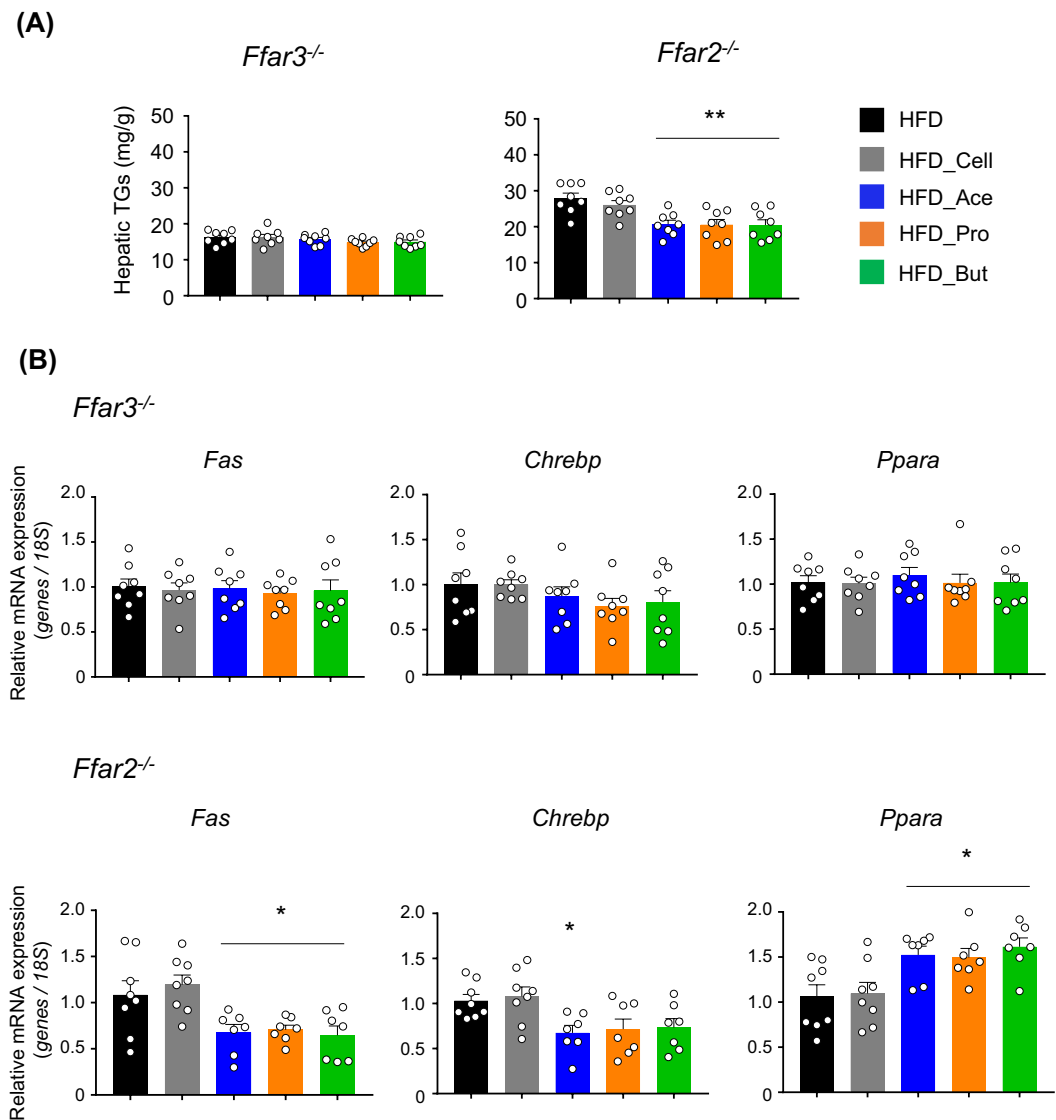 (A)
Ffar3-/-
Ffar2-/-
Hepatic TGs (mg/g)
50
40
30
20
10
0
50
40
30
20
10
0
**
HFD
HFD_Cell
HFD_Ace
HFD_Pro
HFD_But
(B)
Ffar3-/-
Fas
Chrebp
Ppara
Relative mRNA expression
(genes / 18S)
2.0
1.5
1.0
0.5
0
2.0
1.5
1.0
0.5
0
2.0
1.5
1.0
0.5
0
Ffar2-/-
Fas
Chrebp
Ppara
Relative mRNA expression
(genes / 18S)
2.0
1.5
1.0
0.5
0
*
2.0
1.5
1.0
0.5
0
*
2.0
1.5
1.0
0.5
0
*